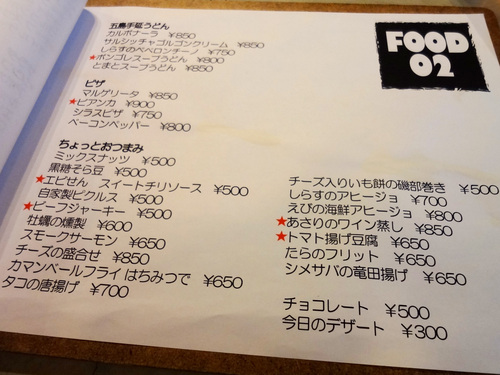 FOOD
02
五島手延うどん
カルボナーラ ¥850
サルシッチャゴルゴンクリーム ¥850
しらすのペペロンチーノ ¥750
★ボンゴレスープうどん ¥800
とまとスープうどん ¥850
ピザ
マルゲリータ ¥850
★ビアンカ ¥900
シラスピザ ¥750
ベーコンペッパー ¥800
ちょっとおつまみ
ミックスナッツ ¥500
黒糖そら豆 ¥500
★エビせん スイートチリソース ¥500
自家製ピクルス ¥500
★ビーフジャーキー ¥500
牡蠣の燻製 ¥600
スモークサーモン ¥650
チーズの盛合せ ¥850
カマンベールフライ はちみつで ¥650
タコの唐揚げ ¥700
チーズ入りいも餅の磯部巻き ¥500
しらすのアヒージョ ¥700
えびの海鮮アヒージョ ¥800
★あさりのワイン蒸し ¥850
★トマト揚げ豆腐 ¥650
たらのフリット ¥650
シメサバの竜田揚げ ¥650
チョコレート ¥500
今日のデザート ¥300